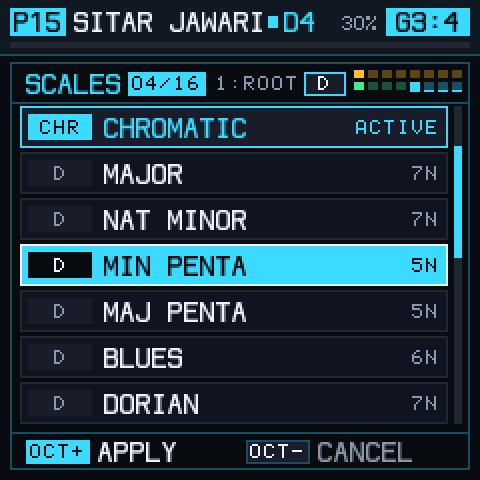 P15 SITAR JAWARI D4 30% G3:4
SCALES 04/16 1:ROOT D
CHR CHROMATIC ACTIVE
D MAJOR 7N
D NAT MINOR 7N
D MIN PENTA 5N
D MAJ PENTA 5N
D BLUES 6N
D DORIAN 7N
OCT+ APPLY OCT- CANCEL